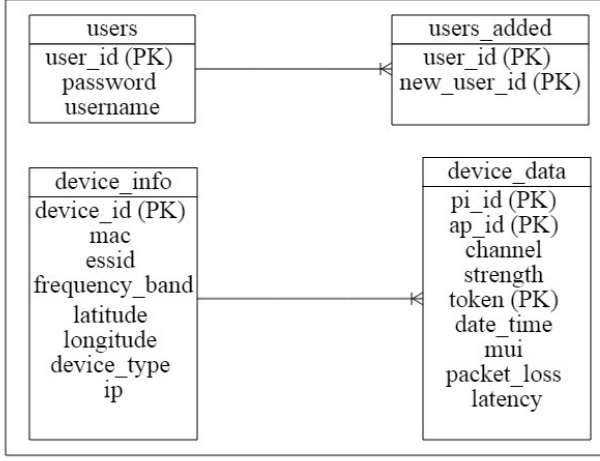 users
user_id (PK)
password
username
users_added
user_id (PK)
new_user_id (PK)
device_info
device_id (PK)
mac
essid
frequency_band
latitude
longitude
device_type
ip
device_data
pi_id (PK)
ap_id (PK)
channel
strength
token (PK)
date_time
mui
packet_loss
latency